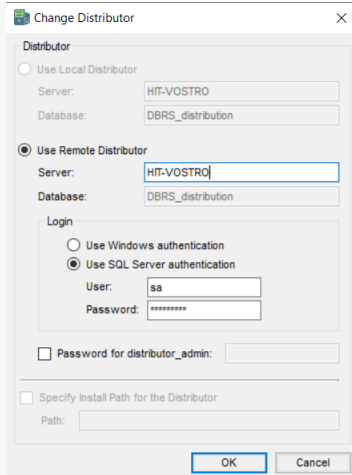 Change Distributor
Distributor
Use Local Distributor
Server: HIT-VOSTRO
Database: DBRS_distribution
Use Remote Distributor
Server: HIT-VOSTRO
Database: DBRS_distribution
Login
Use Windows authentication
Use SQL Server authentication
User: sa
Password: *********
Password for distributor_admin:
Specify Install Path for the Distributor
Path:
OK Cancel